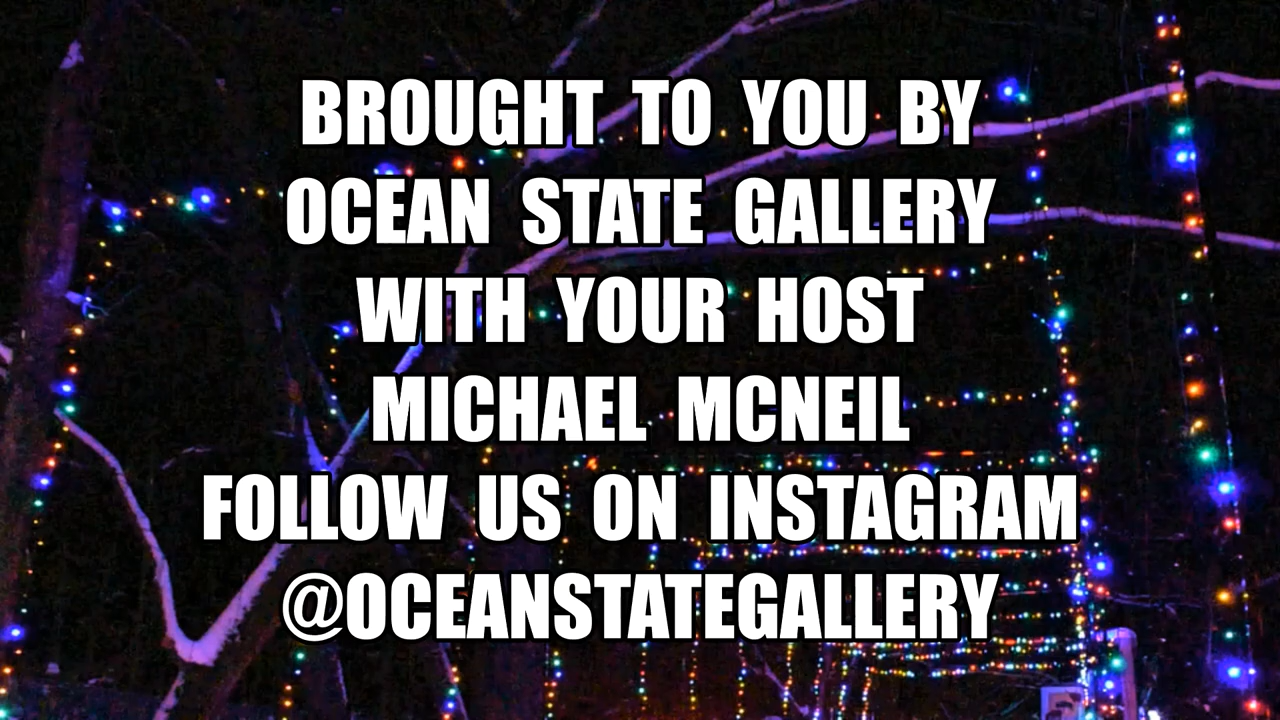 BROUGHT TO YOU BY
OCEAN STATE GALLERY
WITH YOUR HOST
MICHAEL MCNEIL
FOLLOW US ON INSTAGRAM
@OCEANSTATEGALLERY